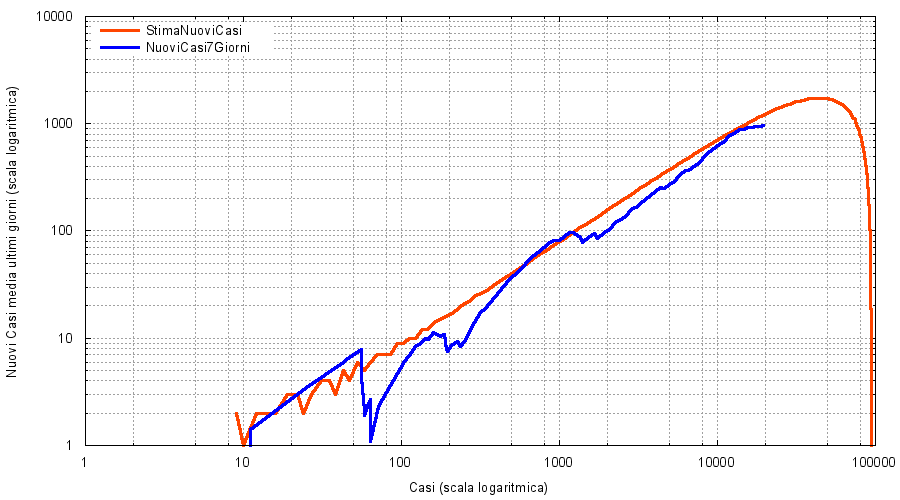 10000
StimaNuoviCasi
NuoviCasi7Giorni
1000
100
10
1
Nuovi Casi media ultimi giorni (scala logaritmica)
1 10 100 1000 10000 100000
Casi (scala logaritmica)